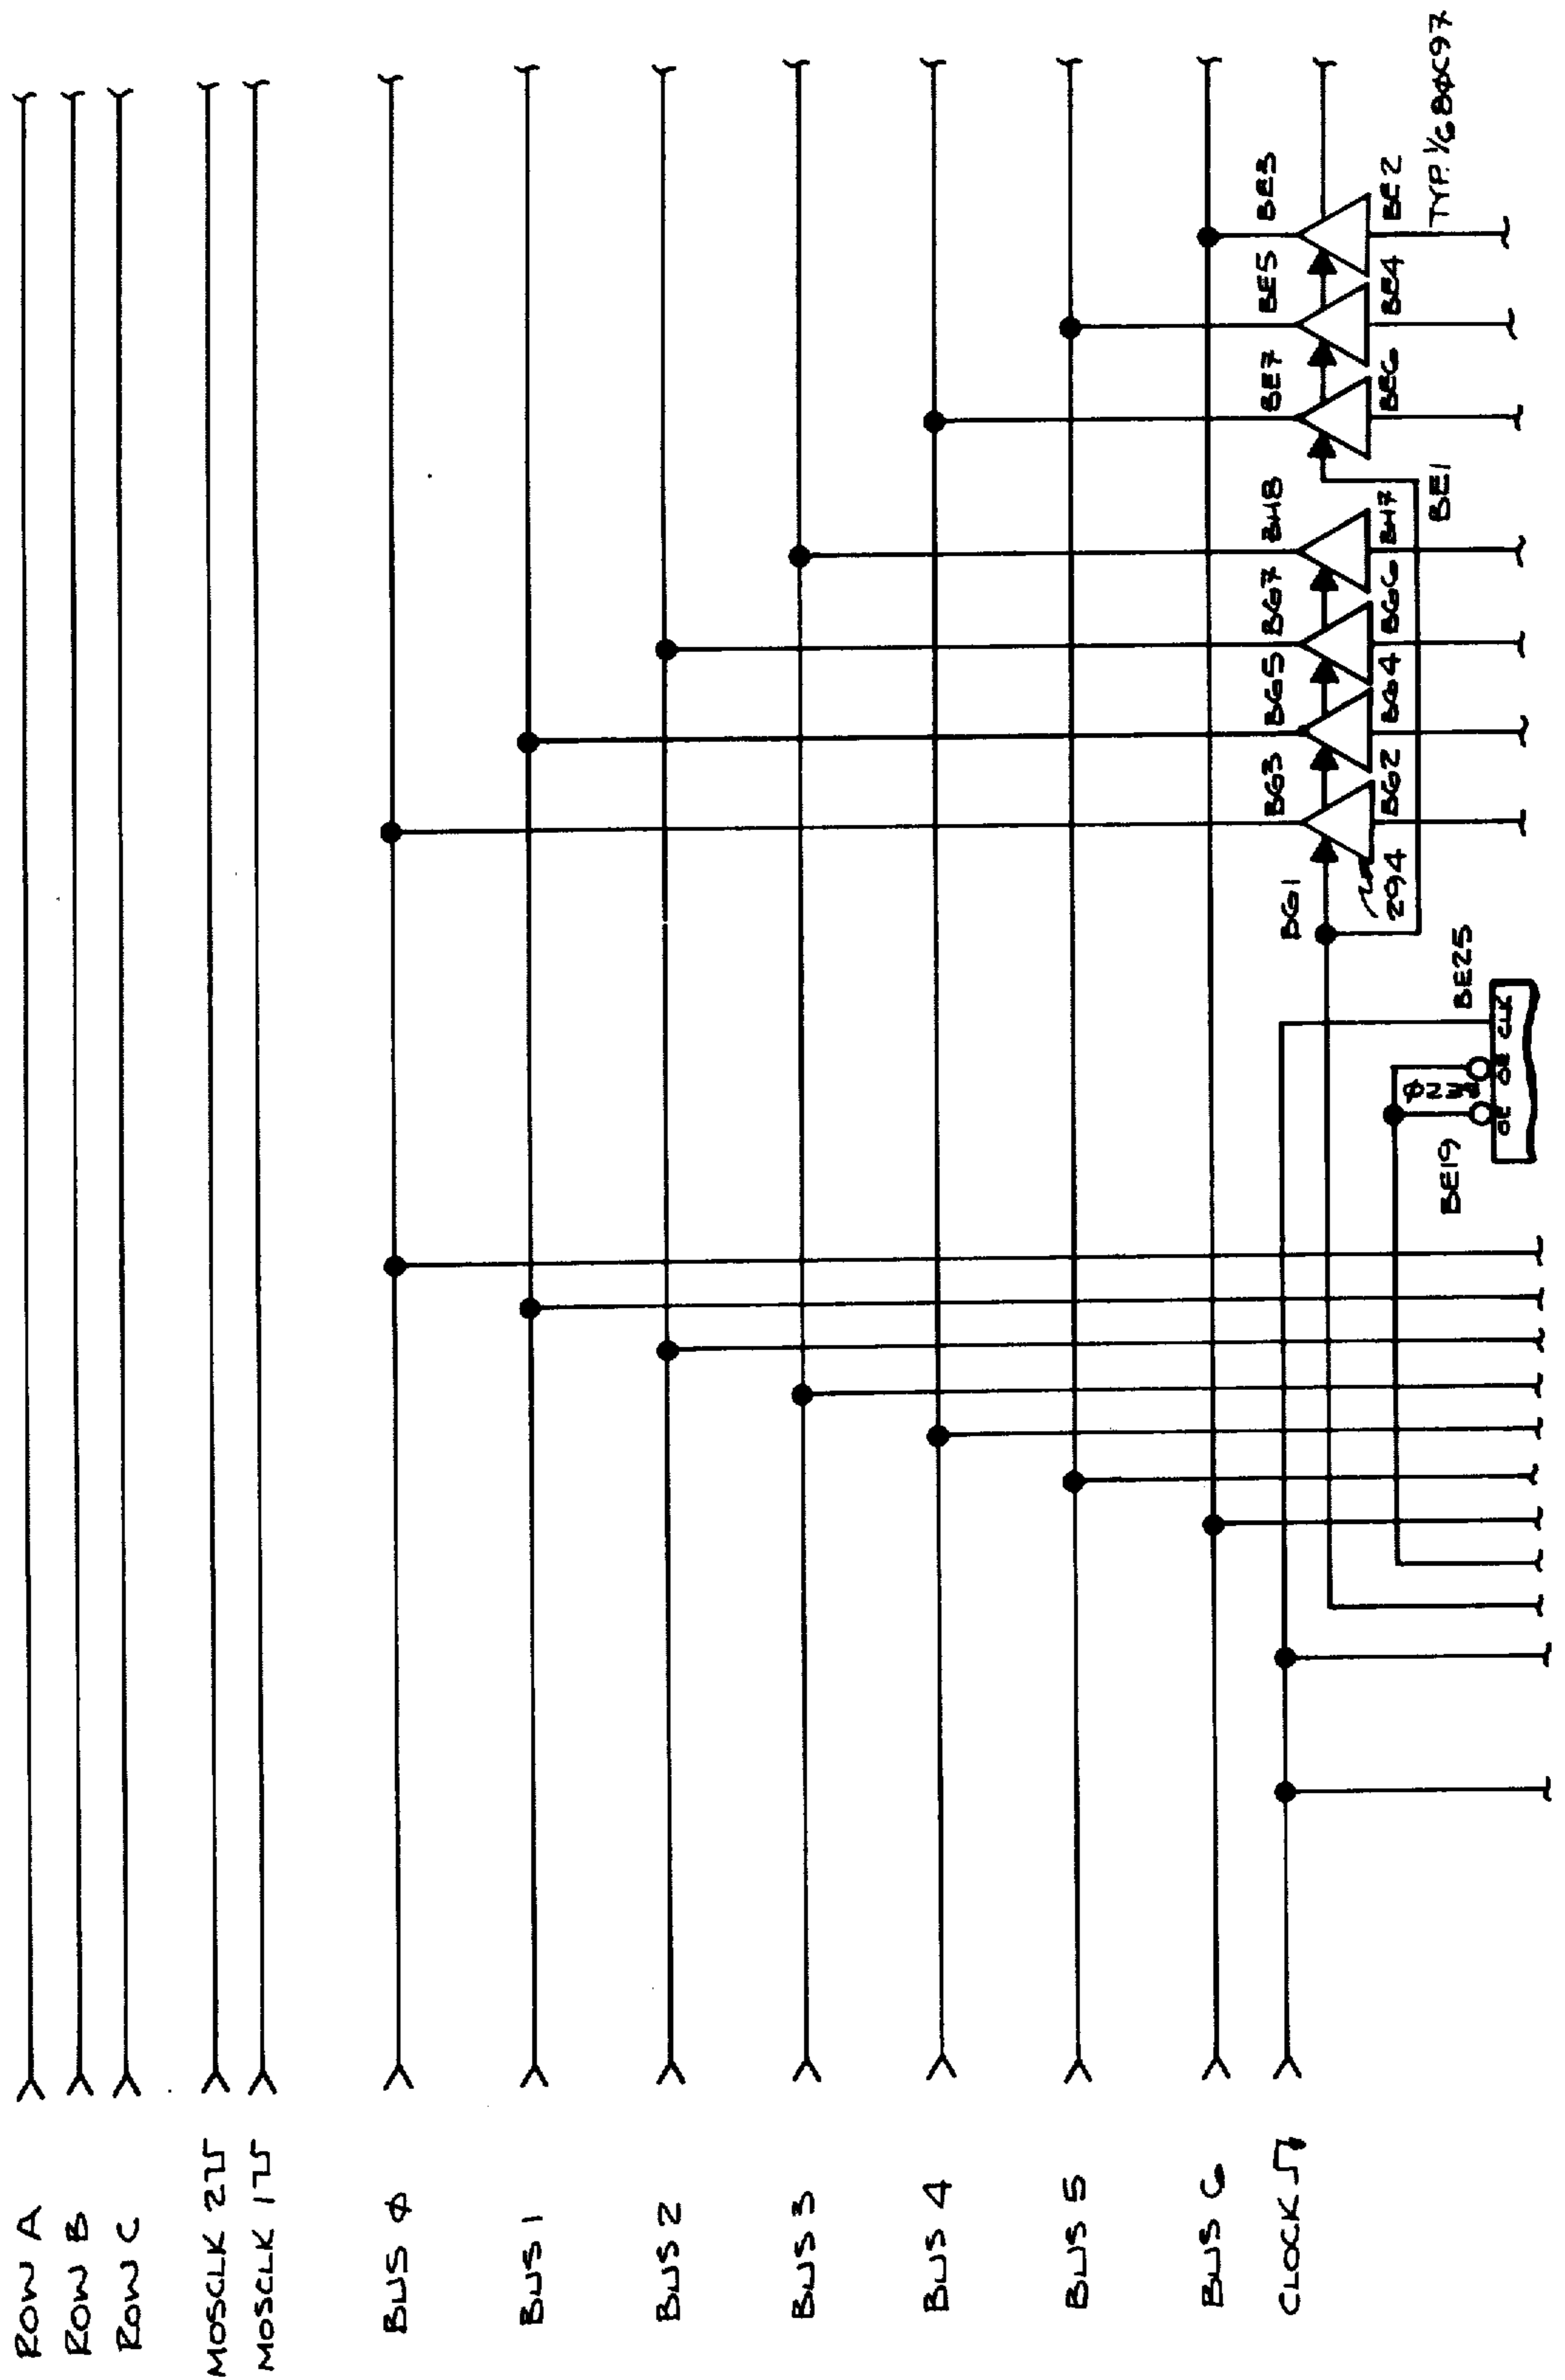 ROW A
ROW B
ROW C
MOSCLK 2
MOSCLK 1
BUS φ
BUS 1
BUS 2
BUS 3
BUS 4
BUS 5
BUS 6
CLOCK
BG1
BG3
BG5
BG7
BH8
BE7
BE5
BE3
294
BG2
BG4
BG6
BH7
BE6
BE4
BE2
BE1
TYP. 1/6 80C97
BE19
BE25
OE OE CLK